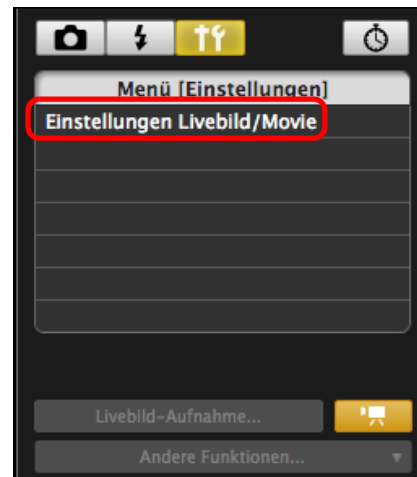 Menü [Einstellungen]
Einstellungen Livebild/Movie
Livebild-Aufnahme...
Andere Funktionen...